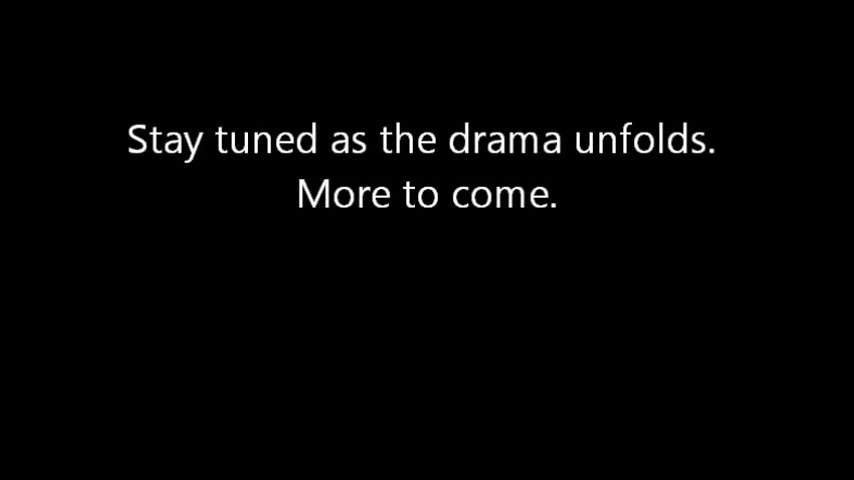 Stay tuned as the drama unfolds.
More to come.